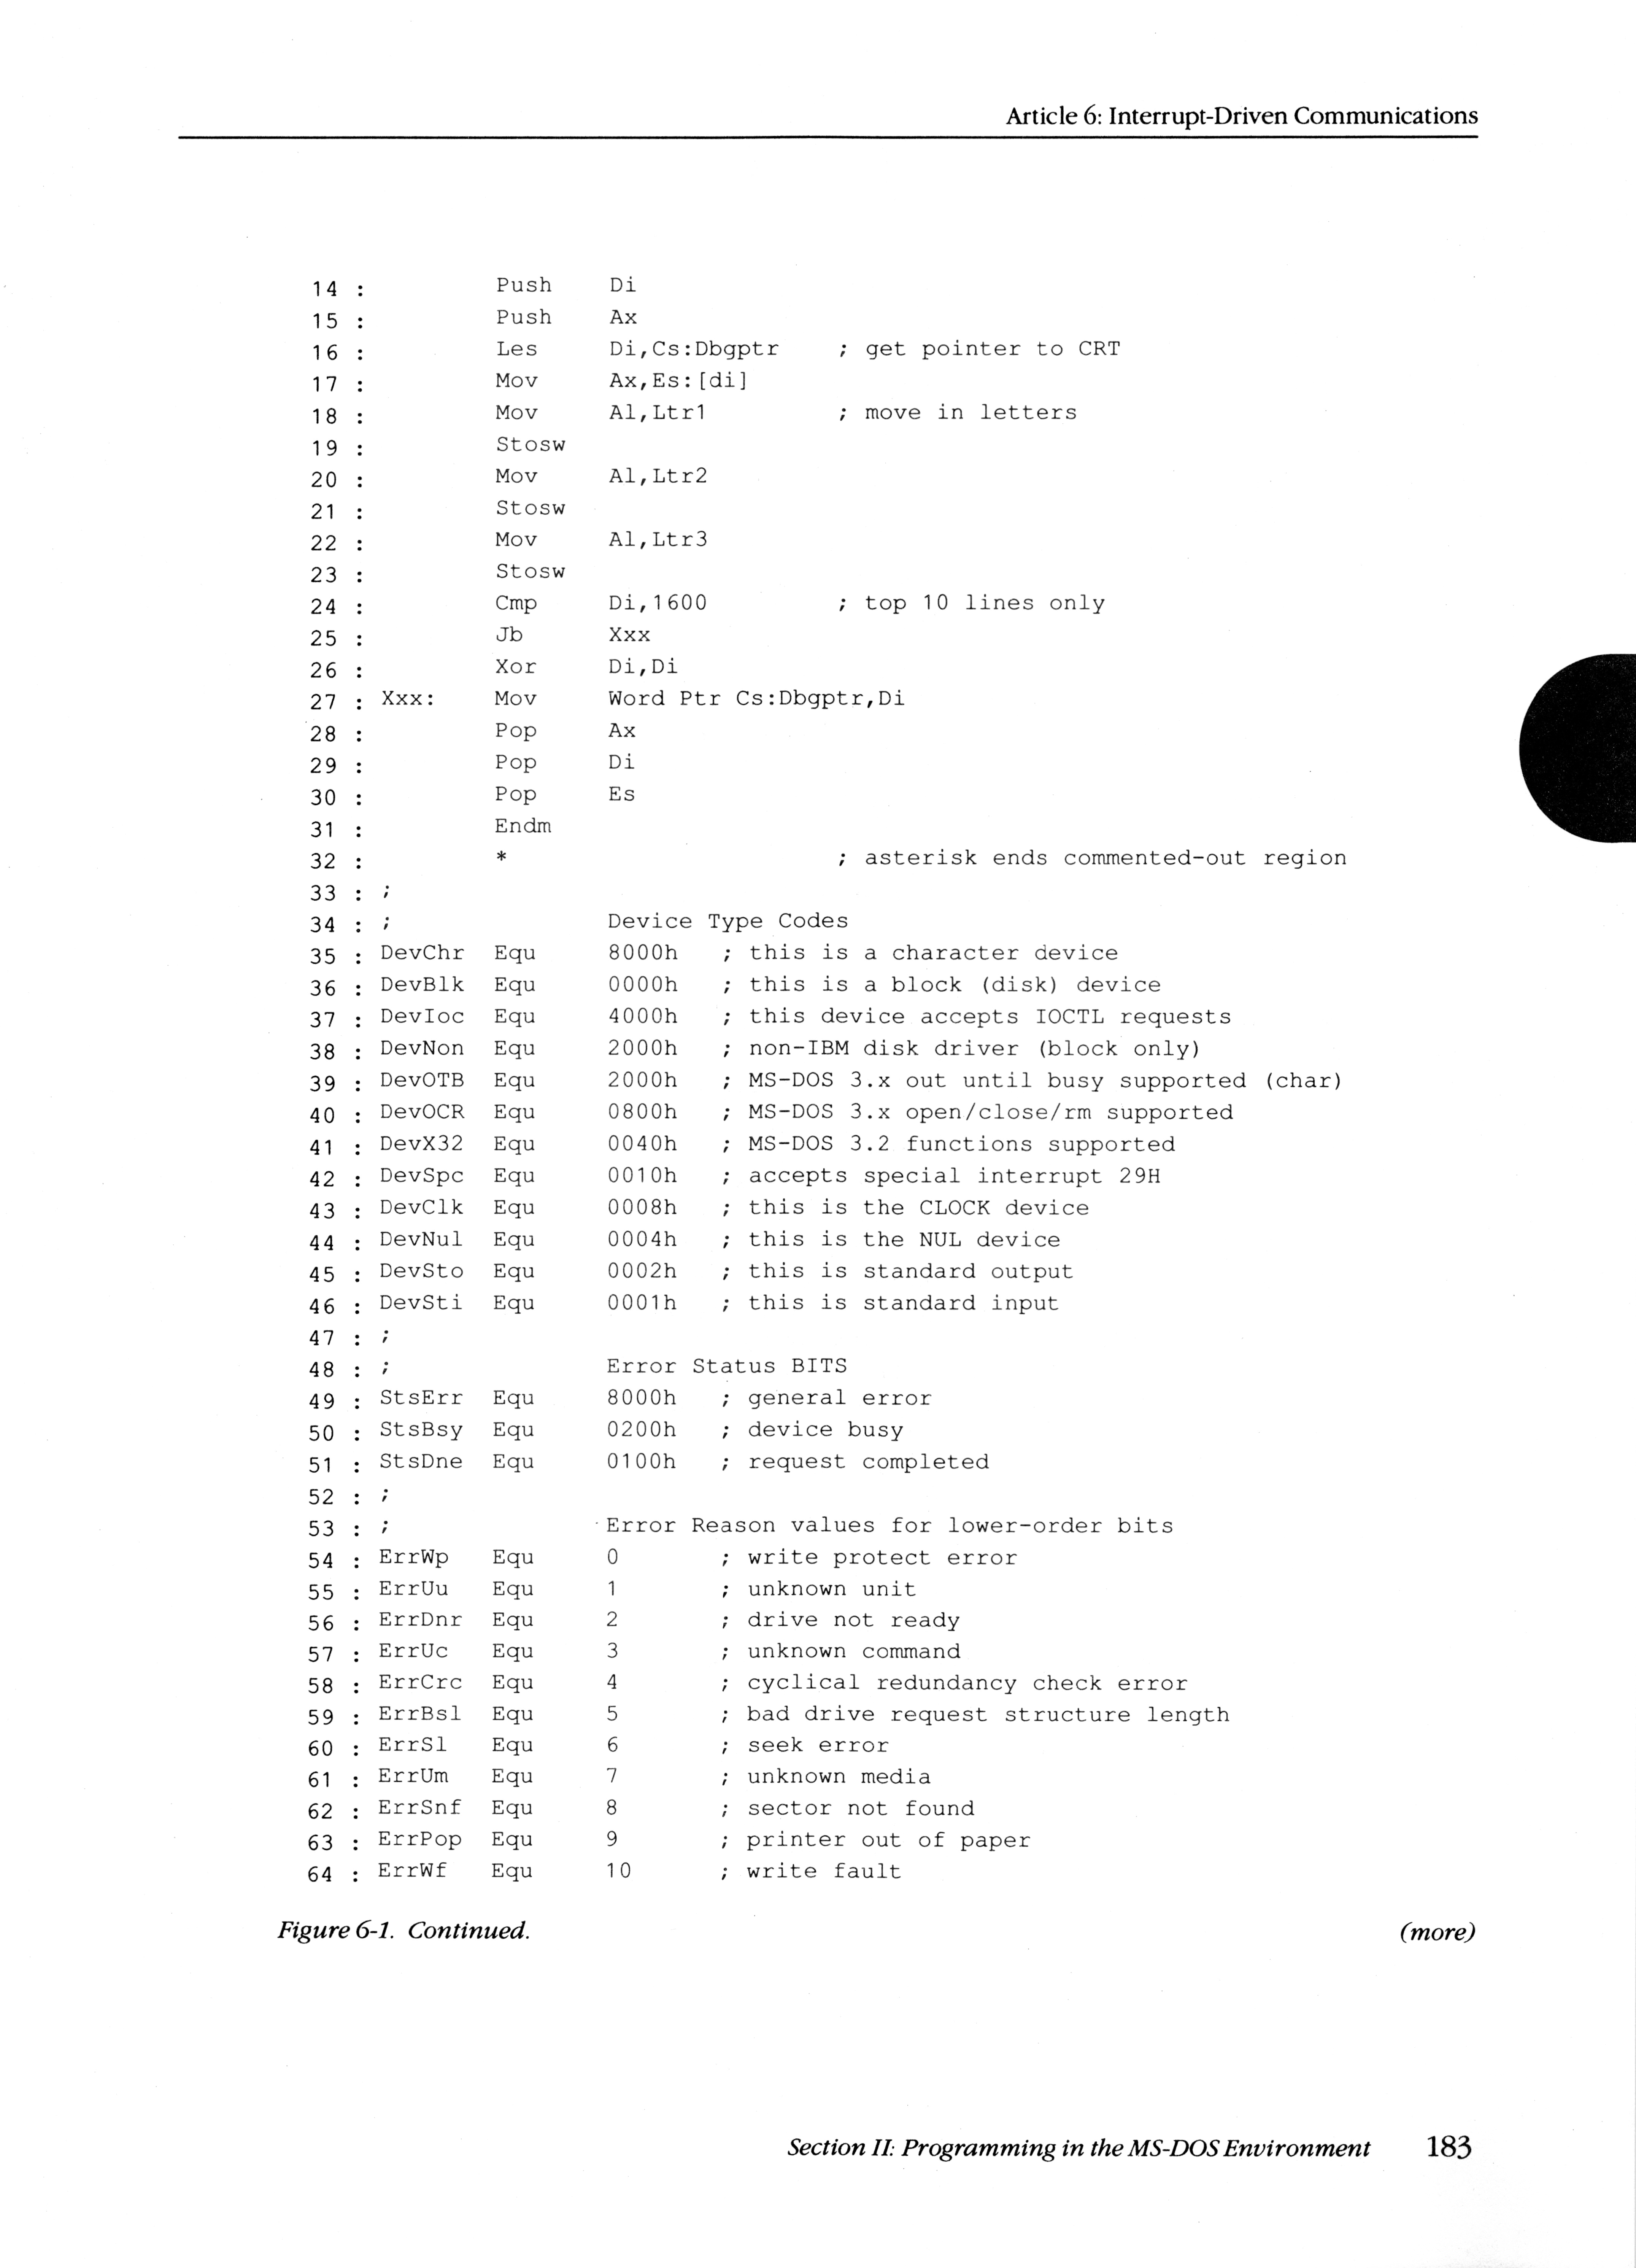 Article 6: Interrupt-Driven Communications
14 :         Push    Di
15 :         Push    Ax
16 :         Les     Di,Cs:Dbgptr    ; get pointer to CRT
17 :         Mov     Ax,Es:[di]
18 :         Mov     Al,Ltr1         ; move in letters
19 :         Stosw
20 :         Mov     Al,Ltr2
21 :         Stosw
22 :         Mov     Al,Ltr3
23 :         Stosw
24 :         Cmp     Di,1600         ; top 10 lines only
25 :         Jb      Xxx
26 :         Xor     Di,Di
27 : Xxx:    Mov     Word Ptr Cs:Dbgptr,Di
28 :         Pop     Ax
29 :         Pop     Di
30 :         Pop     Es
31 :         Endm
32 :         *                       ; asterisk ends commented-out region
33 : ;
34 : ;               Device Type Codes
35 : DevChr  Equ     8000h   ; this is a character device
36 : DevBlk  Equ     0000h   ; this is a block (disk) device
37 : DevIoc  Equ     4000h   ; this device accepts IOCTL requests
38 : DevNon  Equ     2000h   ; non-IBM disk driver (block only)
39 : DevOTB  Equ     2000h   ; MS-DOS 3.x out until busy supported (char)
40 : DevOCR  Equ     0800h   ; MS-DOS 3.x open/close/rm supported
41 : DevX32  Equ     0040h   ; MS-DOS 3.2 functions supported
42 : DevSpc  Equ     0010h   ; accepts special interrupt 29H
43 : DevClk  Equ     0008h   ; this is the CLOCK device
44 : DevNul  Equ     0004h   ; this is the NUL device
45 : DevSto  Equ     0002h   ; this is standard output
46 : DevSti  Equ     0001h   ; this is standard input
47 : ;
48 : ;               Error Status BITS
49 : StsErr  Equ     8000h   ; general error
50 : StsBsy  Equ     0200h   ; device busy
51 : StsDne  Equ     0100h   ; request completed
52 : ;
53 : ;               Error Reason values for lower-order bits
54 : ErrWp   Equ     0       ; write protect error
55 : ErrUu   Equ     1       ; unknown unit
56 : ErrDnr  Equ     2       ; drive not ready
57 : ErrUc   Equ     3       ; unknown command
58 : ErrCrc  Equ     4       ; cyclical redundancy check error
59 : ErrBsl  Equ     5       ; bad drive request structure length
60 : ErrSl   Equ     6       ; seek error
61 : ErrUm   Equ     7       ; unknown media
62 : ErrSnf  Equ     8       ; sector not found
63 : ErrPop  Equ     9       ; printer out of paper
64 : ErrWf   Equ     10      ; write fault
Figure 6-1. Continued. (more)
Section II: Programming in the MS-DOS Environment 183